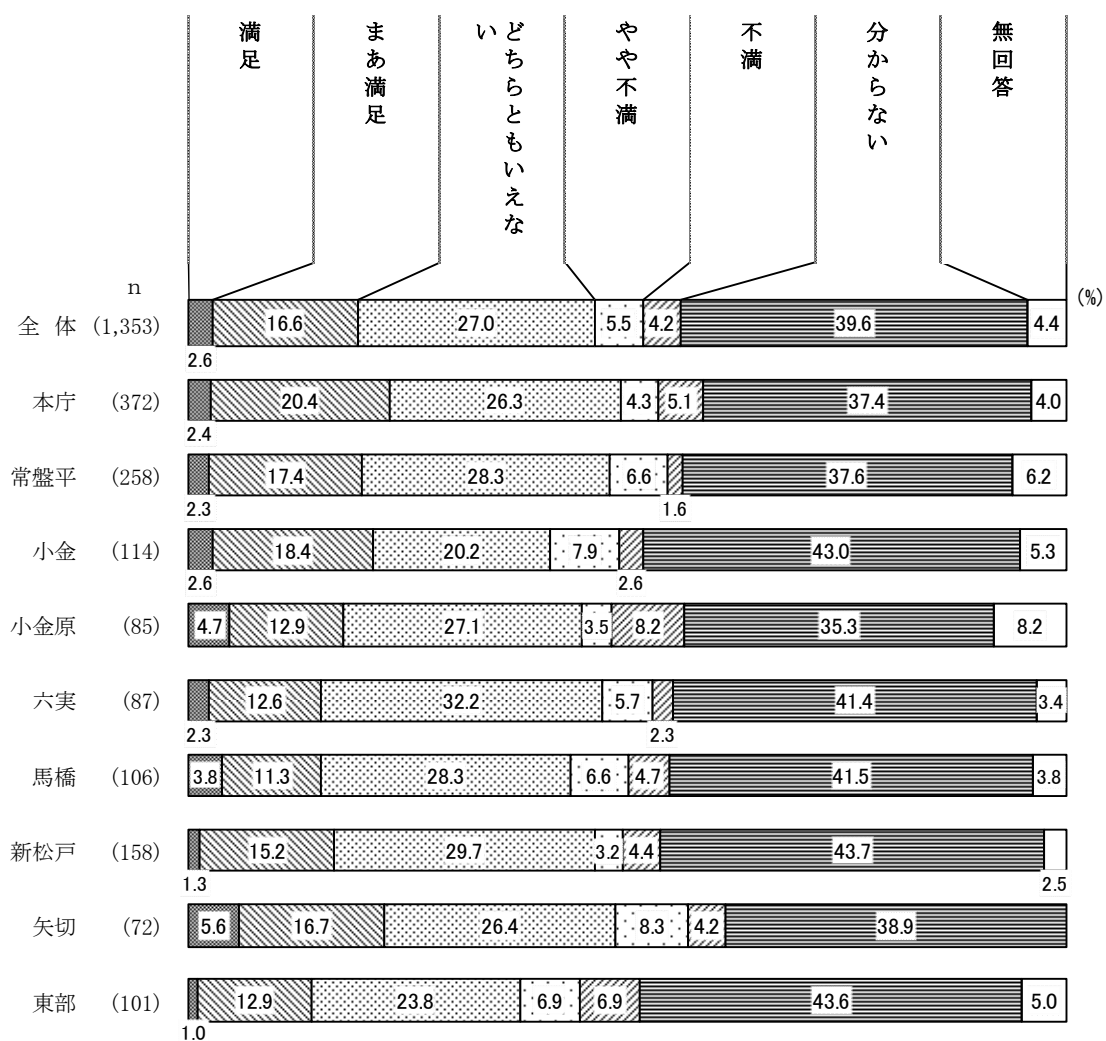 満足
まあ満足
どちらともいえな
い
やや不満
不満
分からない
無回答
n
(%)
全 体 (1,353) 16.6 27.0 5.5 4.2 39.6 4.4
2.6
本庁 (372) 20.4 26.3 4.3 5.1 37.4 4.0
2.4
常盤平 (258) 17.4 28.3 6.6 37.6 6.2
2.3 1.6
小金 (114) 18.4 20.2 7.9 43.0 5.3
2.6 2.6
小金原 (85) 4.7 12.9 27.1 3.5 8.2 35.3 8.2
六実 (87) 12.6 32.2 5.7 41.4 3.4
2.3 2.3
馬橋 (106) 3.8 11.3 28.3 6.6 4.7 41.5 3.8
新松戸 (158) 15.2 29.7 3.2 4.4 43.7
1.3 2.5
矢切 (72) 5.6 16.7 26.4 8.3 4.2 38.9
東部 (101) 12.9 23.8 6.9 6.9 43.6 5.0
1.0